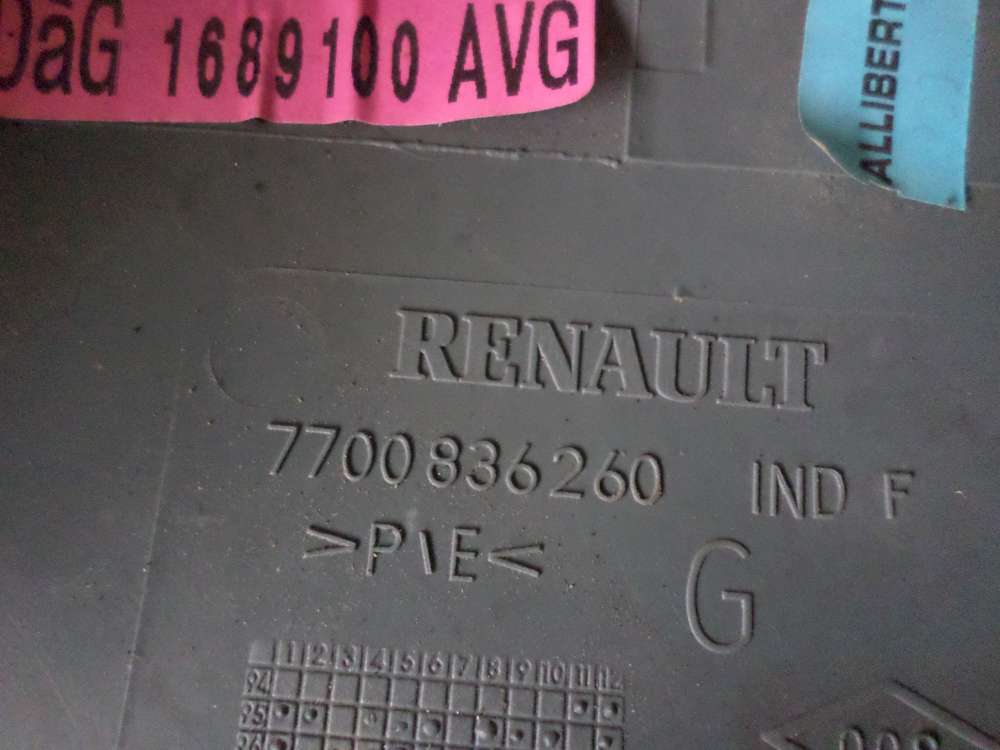 1689100 AVG
ALLIBERT
RENAULT
7700836260 IND F
>P\E<
G
1 2 3 4 5 6 7 8 9 10 11 12
94
95
96